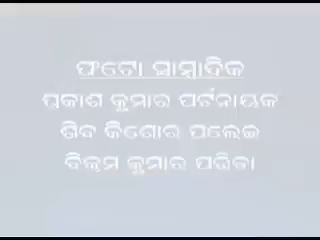 ଫଟୋ ସାମ୍ବାଦିକ
ପ୍ରକାଶ କୁମାର ପଟ୍ଟନାୟକ
ଶିବ କିଶୋର ପଲେଇ
ବିକ୍ରମ କୁମାର ପରିଡା